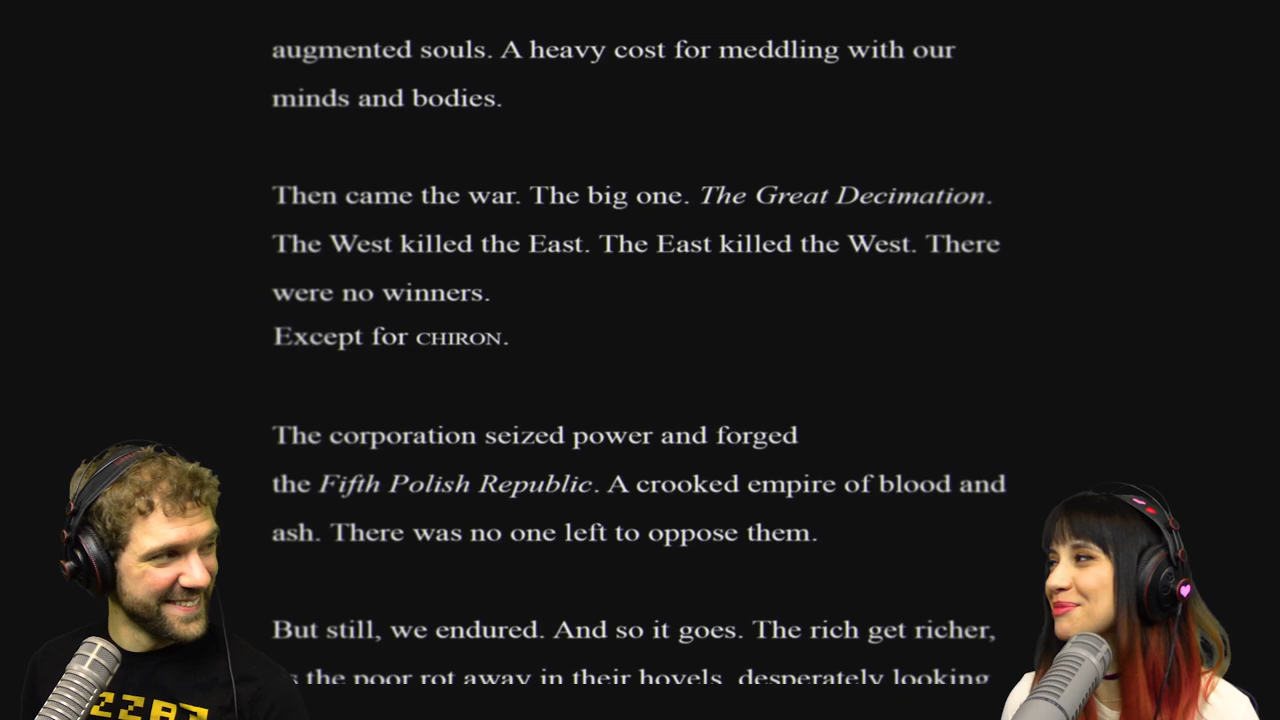 augmented souls. A heavy cost for meddling with our
minds and bodies.
Then came the war. The big one. The Great Decimation.
The West killed the East. The East killed the West. There
were no winners.
Except for CHIRON.
The corporation seized power and forged
the Fifth Polish Republic. A crooked empire of blood and
ash. There was no one left to oppose them.
But still, we endured. And so it goes. The rich get richer,
the poor rot away in their hovels, desperately looking